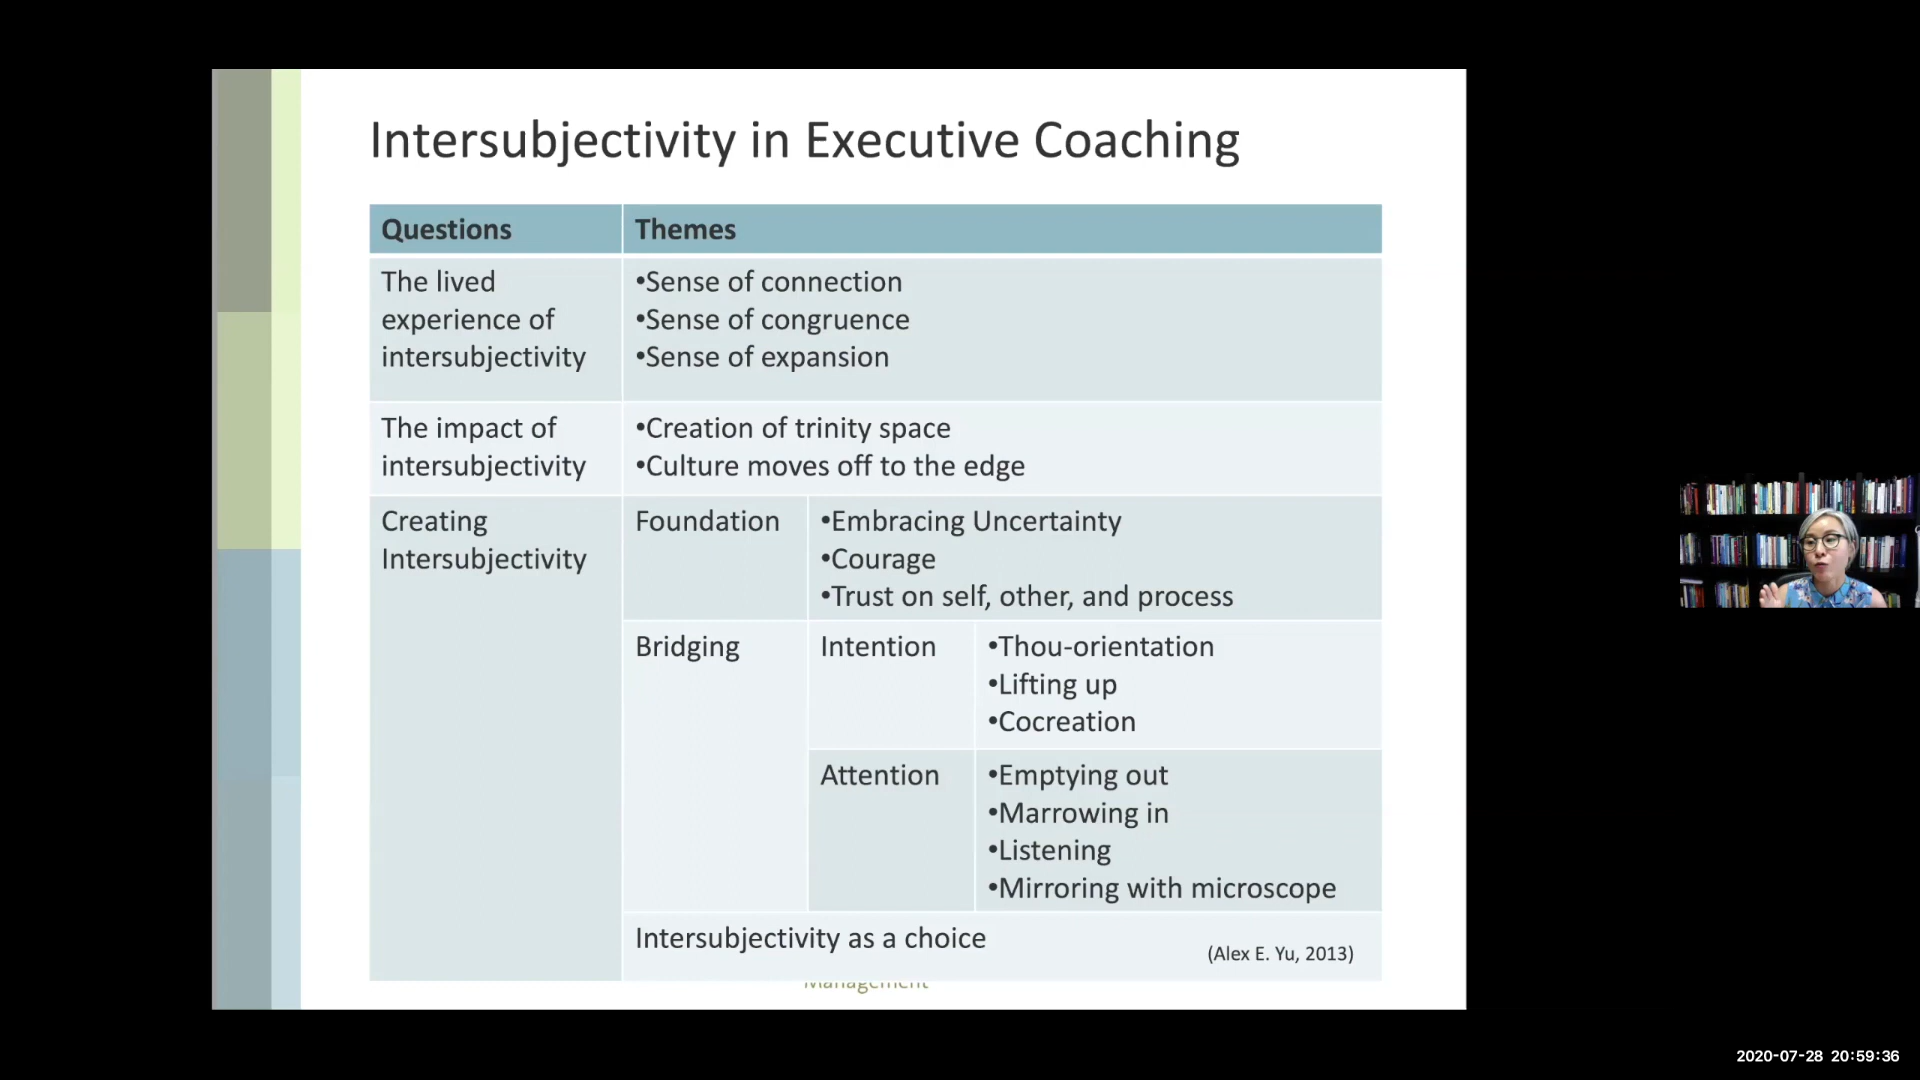 Intersubjectivity in Executive Coaching
Questions
Themes
The lived
experience of
intersubjectivity
•Sense of connection
•Sense of congruence
•Sense of expansion
The impact of
intersubjectivity
•Creation of trinity space
•Culture moves off to the edge
Creating
Intersubjectivity
Foundation
•Embracing Uncertainty
•Courage
•Trust on self, other, and process
Bridging
Intention
•Thou-orientation
•Lifting up
•Cocreation
Attention
•Emptying out
•Marrowing in
•Listening
•Mirroring with microscope
Intersubjectivity as a choice
(Alex E. Yu, 2013)
Management
2020-07-28 20:59:36